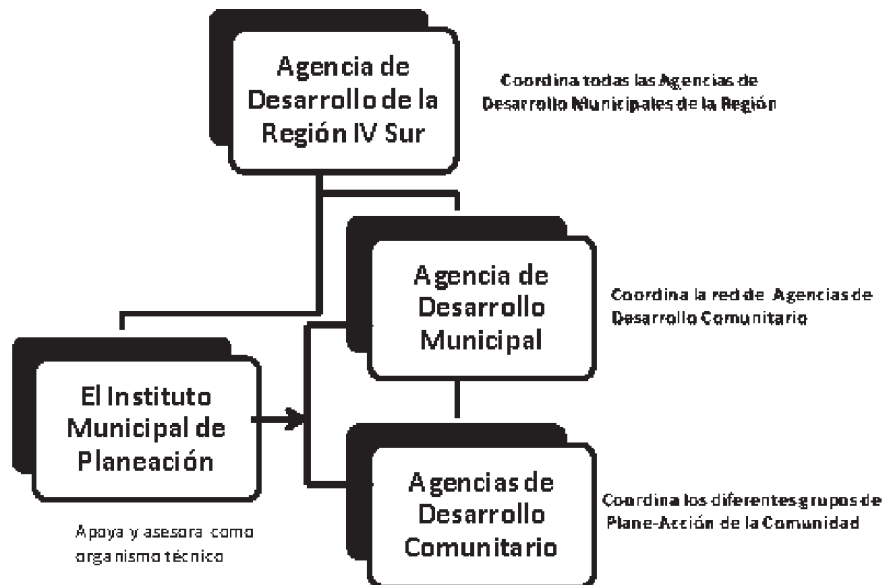 Agencia de
Desarrollo de la
Región IV Sur
Coordina todas las Agencias de
Desarrollo Municipales de la Región
Agencia de
Desarrollo
Municipal
Coordina la red de Agencias de
Desarrollo Comunitario
El Instituto
Municipal de
Planeación
Apoya y asesora como
organismo técnico
Agencias de
Desarrollo
Comunitario
Coordina los diferentes grupos de
Plane-Acción de la Comunidad